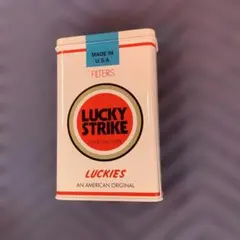 MADE IN
U.S.A.
FILTERS
LUCKY
STRIKE
LUCKIES
AN AMERICAN ORIGINAL